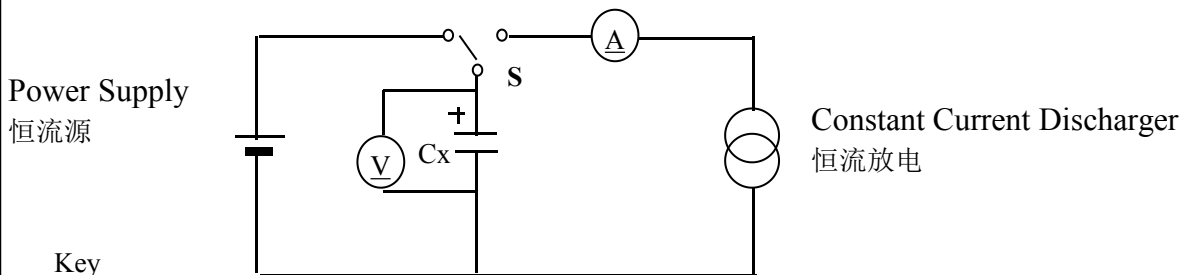 A
S
Power Supply
恒流源
+
V
Cx
Constant Current Discharger
恒流放电
Key